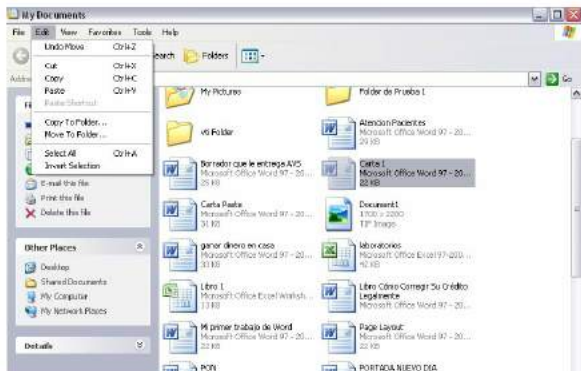 My Documents
File Edit View Favorites Tools Help
Undo Move Ctrl+Z
Cut Ctrl+X
Copy Ctrl+C
Paste Ctrl+V
Paste Shortcut
Copy To Folder...
Move To Folder...
Select All Ctrl+A
Invert Selection
Search Folders
Go
E-mail this file
Print this file
Delete this file
Other Places
Desktop
Shared Documents
My Computer
My Network Places
Details
My Pictures
Folder de Prueba 1
vti Folder
Atencion Pacientes
Microsoft Office Word 97 - 20...
Borrador que le entrega AVS
Microsoft Office Word 97 - 20...
25 KB
Carta 1
Microsoft Office Word 97 - 20...
22 KB
Carta Pasta
Microsoft Office Word 97 - 20...
31 KB
Document1
1700 x 2200
TIF Image
ganar dinero en casa
Microsoft Office Word 97 - 20...
33 KB
laboratorios
Microsoft Office Excel 97-200...
42 KB
Libro 1
Microsoft Office Excel Worksh...
13 KB
Libro Cómo Corregir Su Crédito
Legalmente
Microsoft Office Word 97 - 20...
Mi primer trabajo de Word
Microsoft Office Word 97 - 20...
22 KB
Page Layout
Microsoft Office Word 97 - 20...
22 KB
PON
PORTADA NUEVO DIA